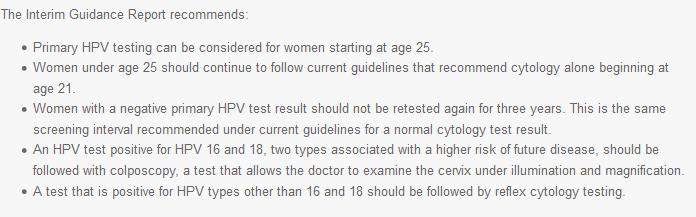 The Interim Guidance Report recommends:
• Primary HPV testing can be considered for women starting at age 25.
• Women under age 25 should continue to follow current guidelines that recommend cytology alone beginning at
age 21.
• Women with a negative primary HPV test result should not be retested again for three years. This is the same
screening interval recommended under current guidelines for a normal cytology test result.
• An HPV test positive for HPV 16 and 18, two types associated with a higher risk of future disease, should be
followed with colposcopy, a test that allows the doctor to examine the cervix under illumination and magnification.
• A test that is positive for HPV types other than 16 and 18 should be followed by reflex cytology testing.